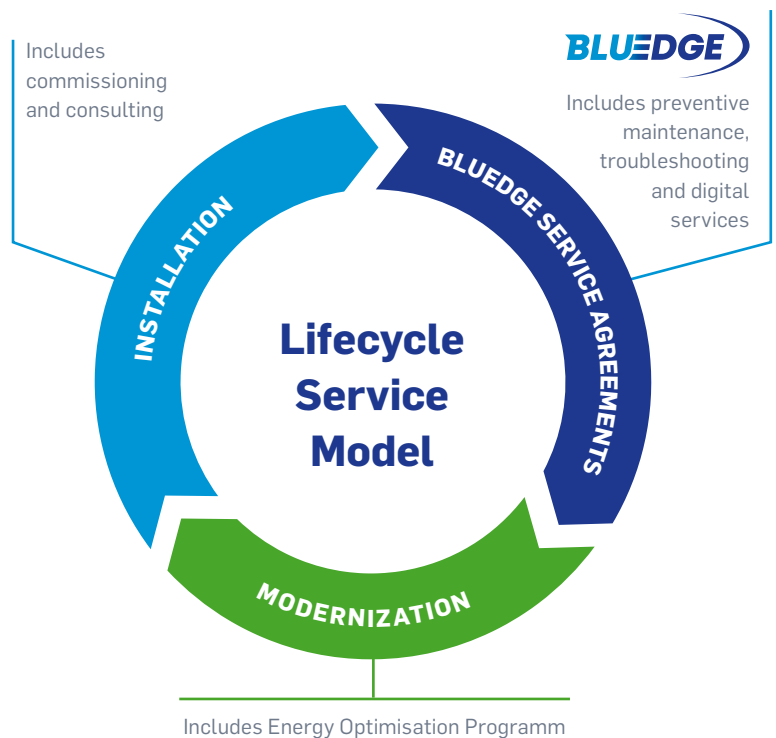 Includes
commissioning
and consulting
BLUEDGE
Includes preventive
maintenance,
troubleshooting
and digital
services
INSTALLATION
BLUEDGE SERVICE AGREEMENTS
Lifecycle
Service
Model
MODERNIZATION
Includes Energy Optimisation Programm